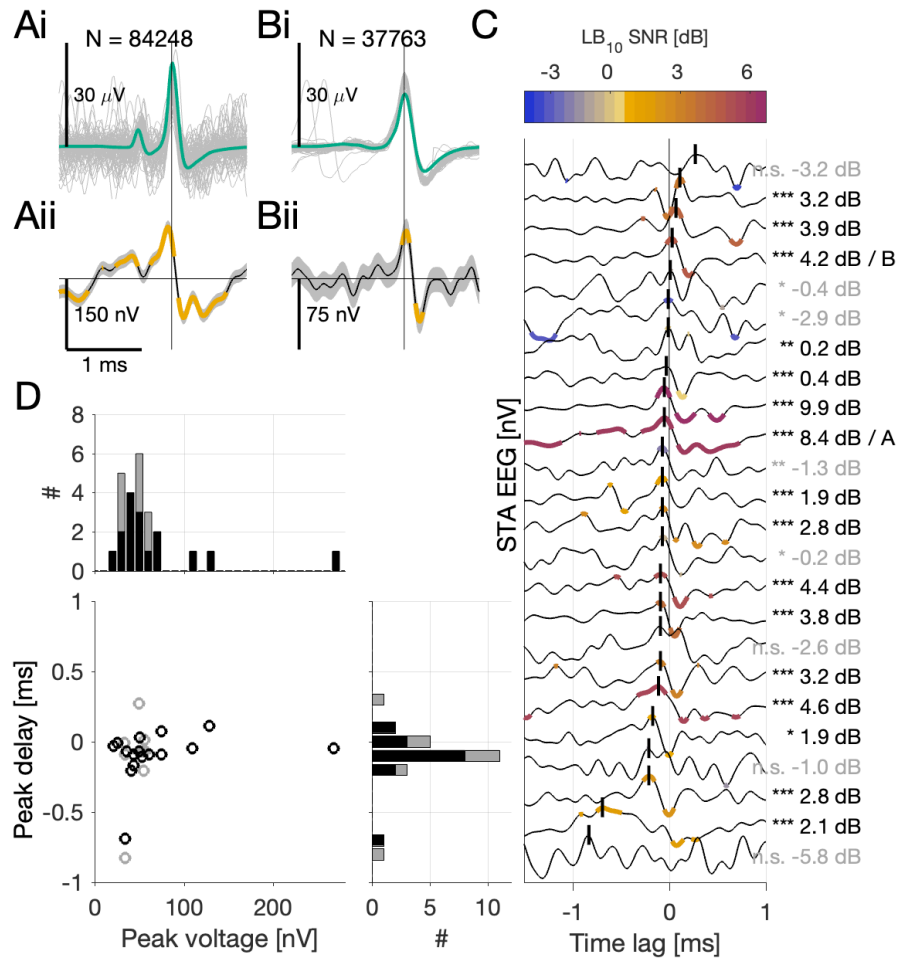 Ai
N = 84248
30 μV
Bi
N = 37763
30 μV
C
LB10 SNR [dB]
-3 0 3 6
Aii
150 nV
1 ms
Bii
75 nV
STA EEG [nV]
n.s. -3.2 dB
*** 3.2 dB
*** 3.9 dB
*** 4.2 dB / B
* -0.4 dB
* -2.9 dB
** 0.2 dB
*** 0.4 dB
*** 9.9 dB
*** 8.4 dB / A
** -1.3 dB
*** 1.9 dB
*** 2.8 dB
* -0.2 dB
*** 4.4 dB
*** 3.8 dB
n.s. -2.6 dB
*** 3.2 dB
*** 4.6 dB
* 1.9 dB
n.s. -1.0 dB
*** 2.8 dB
*** 2.1 dB
n.s. -5.8 dB
-1 0 1
Time lag [ms]
D
8
6
4
2
0
#
1
0.5
0
-0.5
-1
Peak delay [ms]
0 100 200
Peak voltage [nV]
0 5 10
#